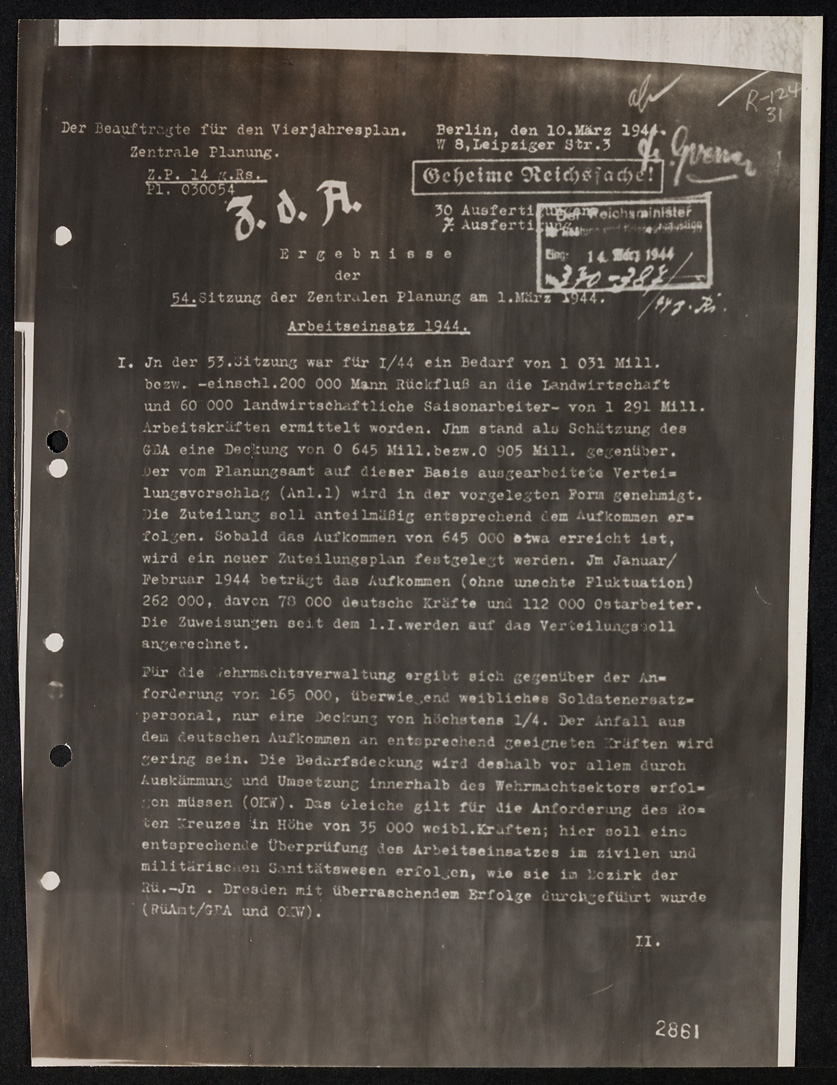 R-124
31
Der Beauftragte für den Vierjahresplan.
Zentrale Planung.
Z.P. 14 g.Rs.
Pl. 030054
Berlin, den 10.März 1944.
W 8,Leipziger Str.3
Geheime Reichssache!
Z. d. A.
30 Ausfertigungen
7. Ausfertigung
Der Reichsminister
Eing: 14. März 1944
Nr. 370-387/
E r g e b n i s s e
der
54.Sitzung der Zentralen Planung am 1.März 1944.
Arbeitseinsatz 1944.
I. Jn der 53.Sitzung war für I/44 ein Bedarf von 1 031 Mill.
bezw. -einschl.200 000 Mann Rückfluß an die Landwirtschaft
und 60 000 landwirtschaftliche Saisonarbeiter- von 1 291 Mill.
Arbeitskräften ermittelt worden. Jhm stand als Schätzung des
GBA eine Deckung von 0 645 Mill.bezw.0 905 Mill. gegenüber.
Der vom Planungsamt auf dieser Basis ausgearbeitete Vertei=
lungsvorschlag (Anl.1) wird in der vorgelegten Form genehmigt.
Die Zuteilung soll anteilmäßig entsprechend dem Aufkommen er=
folgen. Sobald das Aufkommen von 645 000 etwa erreicht ist,
wird ein neuer Zuteilungsplan festgelegt werden. Jm Januar/
Februar 1944 beträgt das Aufkommen (ohne unechte Fluktuation)
262 000, davon 78 000 deutsche Kräfte und 112 000 Ostarbeiter.
Die Zuweisungen seit dem 1.I.werden auf das Verteilungssoll
angerechnet.
Für die Wehrmachtsverwaltung ergibt sich gegenüber der An=
forderung von 165 000, überwiegend weibliches Soldatenersatz=
personal, nur eine Deckung von höchstens 1/4. Der Anfall aus
dem deutschen Aufkommen an entsprechend geeigneten Kräften wird
gering sein. Die Bedarfsdeckung wird deshalb vor allem durch
Auskämmung und Umsetzung innerhalb des Wehrmachtsektors erfol=
gen müssen (OKW). Das Gleiche gilt für die Anforderung des Ro=
ten Kreuzes in Höhe von 35 000 weibl.Kräften; hier soll eine
entsprechende Überprüfung des Arbeitseinsatzes im zivilen und
militärischen Sanitätswesen erfolgen, wie sie im Bezirk der
Rü.-Jn . Dresden mit überraschendem Erfolge durchgeführt wurde
(RüAmt/GBA und OKW).
II.
2861